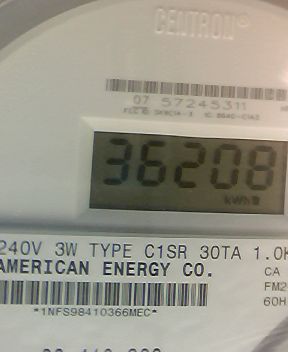 CENTRON®
07 57245311
36208
kWh
240V 3W TYPE C1SR 30TA 1.0K
AMERICAN ENERGY CO.
CA
FM2
60H
*1NFS98410366MEC*